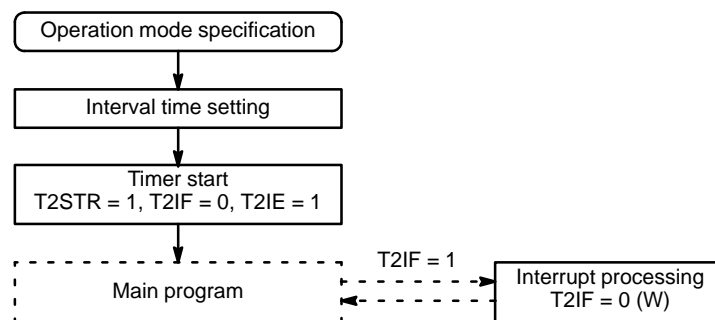 Operation mode specification
Interval time setting
Timer start
T2STR = 1, T2IF = 0, T2IE = 1
T2IF = 1
Main program
Interrupt processing
T2IF = 0 (W)